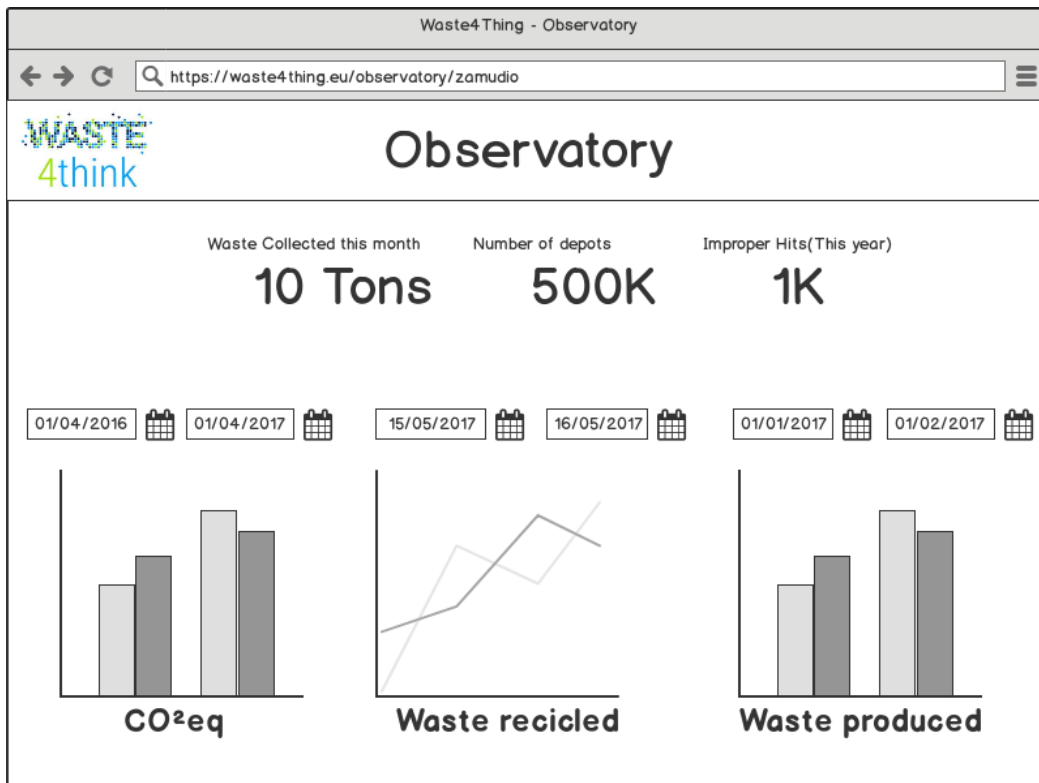 Waste4Thing - Observatory
https://waste4thing.eu/observatory/zamudio
WASTE
4think
Observatory
Waste Collected this month Number of depots Improper Hits(This year)
10 Tons 500K 1K
01/04/2016 01/04/2017 15/05/2017 16/05/2017 01/01/2017 01/02/2017
CO²eq Waste recicled Waste produced